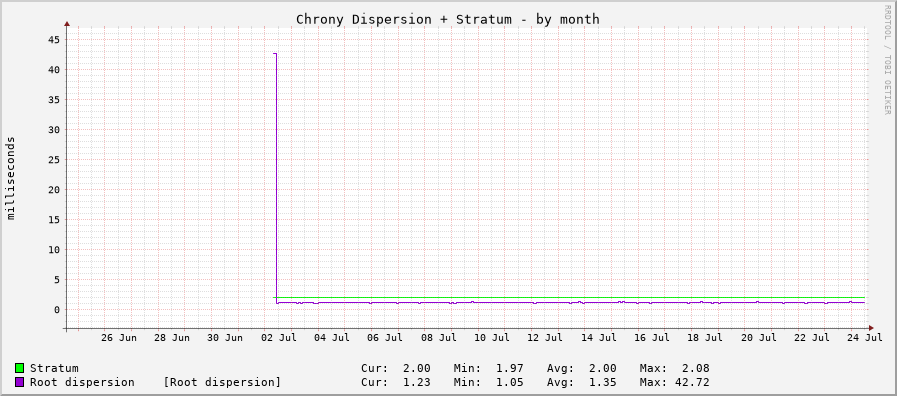 Chrony Dispersion + Stratum - by month
RRDTOOL / TOBI OETIKER
milliseconds
45
40
35
30
25
20
15
10
5
0
26 Jun 28 Jun 30 Jun 02 Jul 04 Jul 06 Jul 08 Jul 10 Jul 12 Jul 14 Jul 16 Jul 18 Jul 20 Jul 22 Jul 24 Jul
Stratum Cur: 2.00 Min: 1.97 Avg: 2.00 Max: 2.08
Root dispersion [Root dispersion] Cur: 1.23 Min: 1.05 Avg: 1.35 Max: 42.72